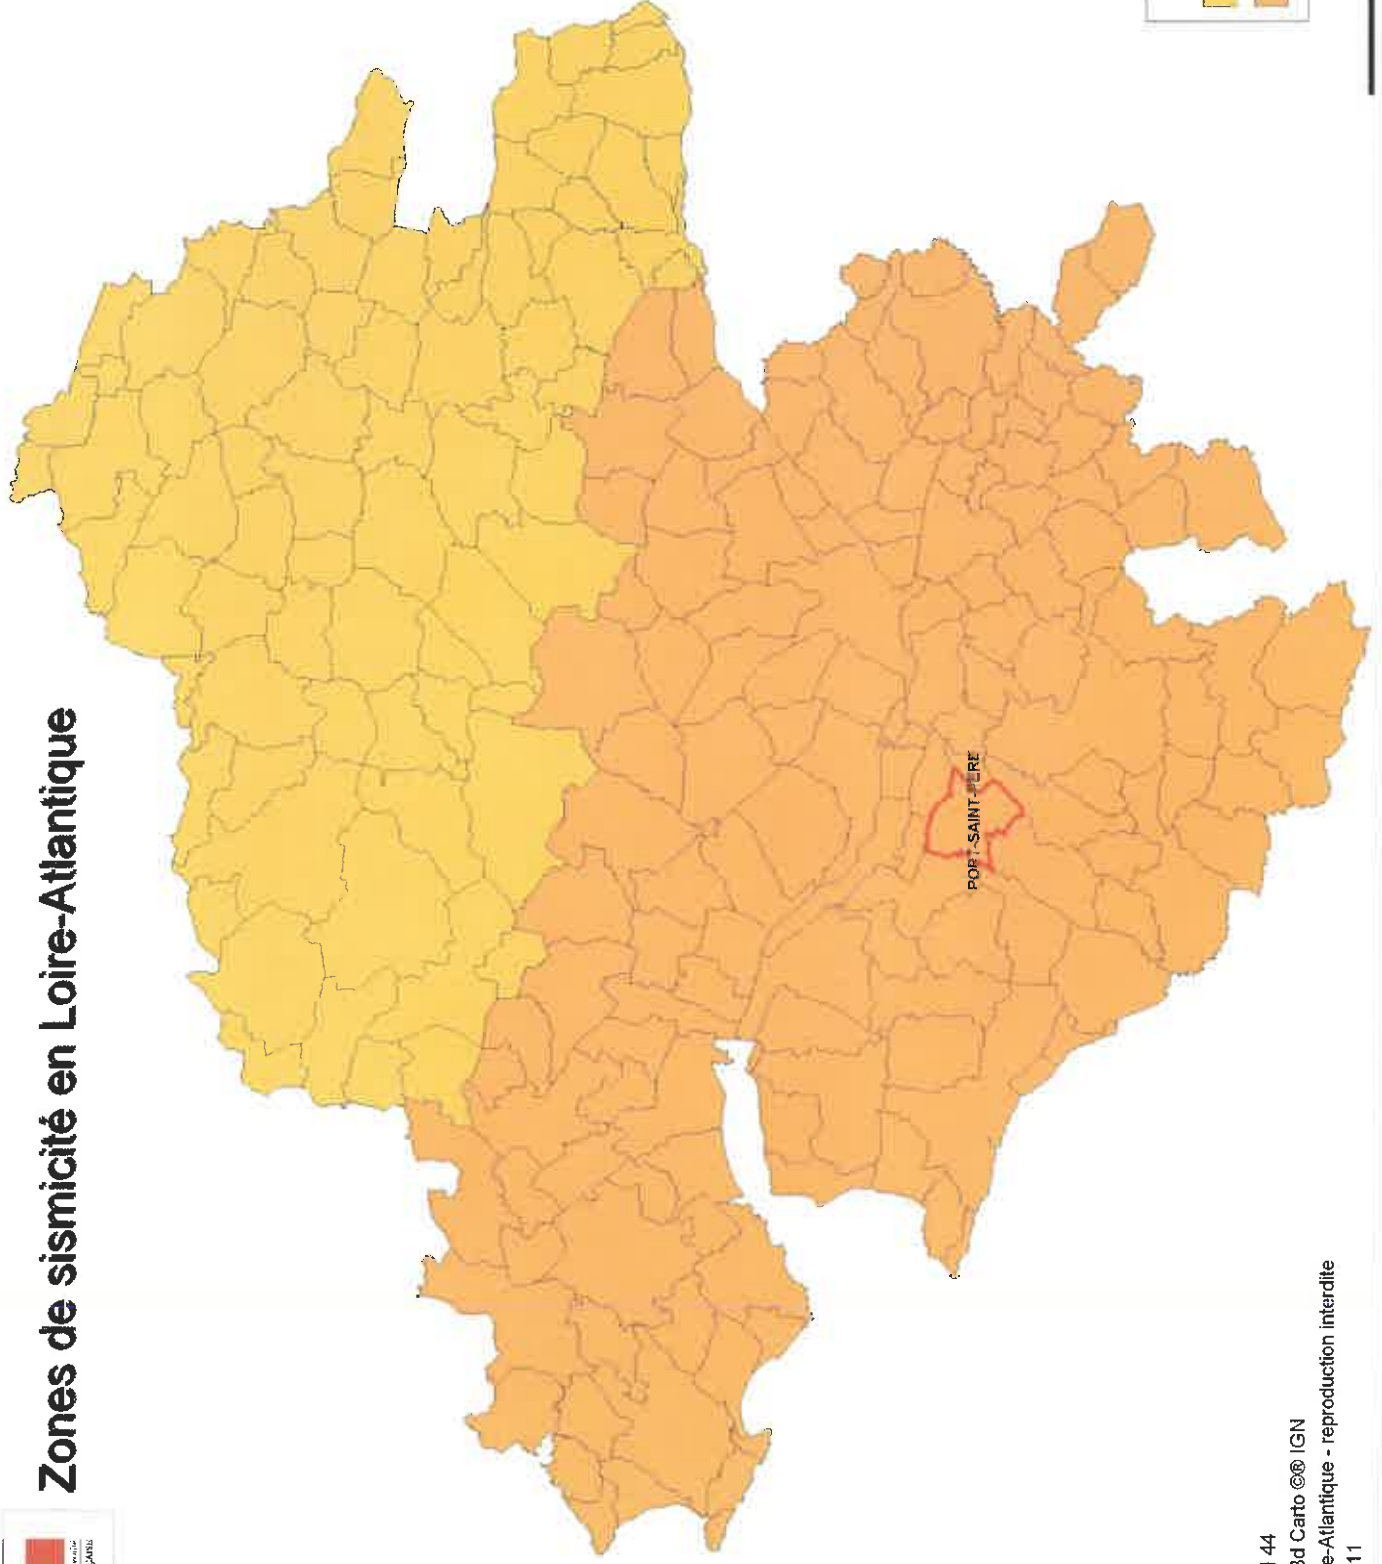 Zones de sismicité en Loire-Atlantique
PORT-SAINT-PERE
l 44
3d Carto ©® IGN
e-Atlantique - reproduction interdite
11